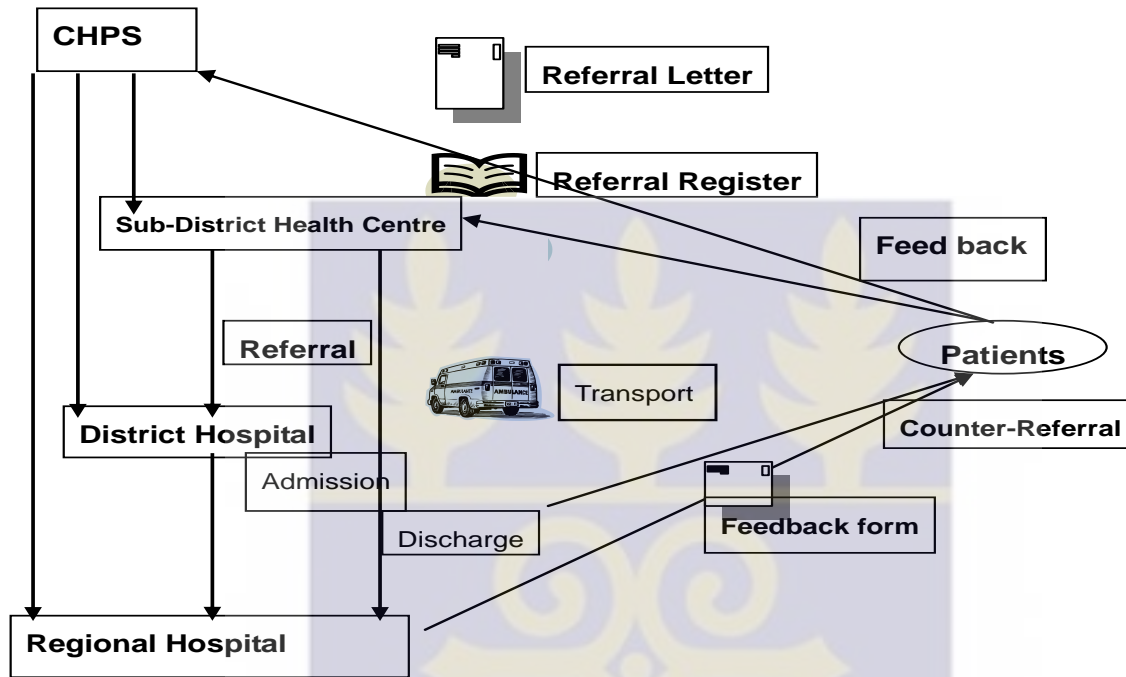 CHPS
Referral Letter
Referral Register
Sub-District Health Centre
Feed back
Referral
Patients
AMBULANCE
Transport
District Hospital
Counter-Referral
Admission
Feedback form
Discharge
Regional Hospital